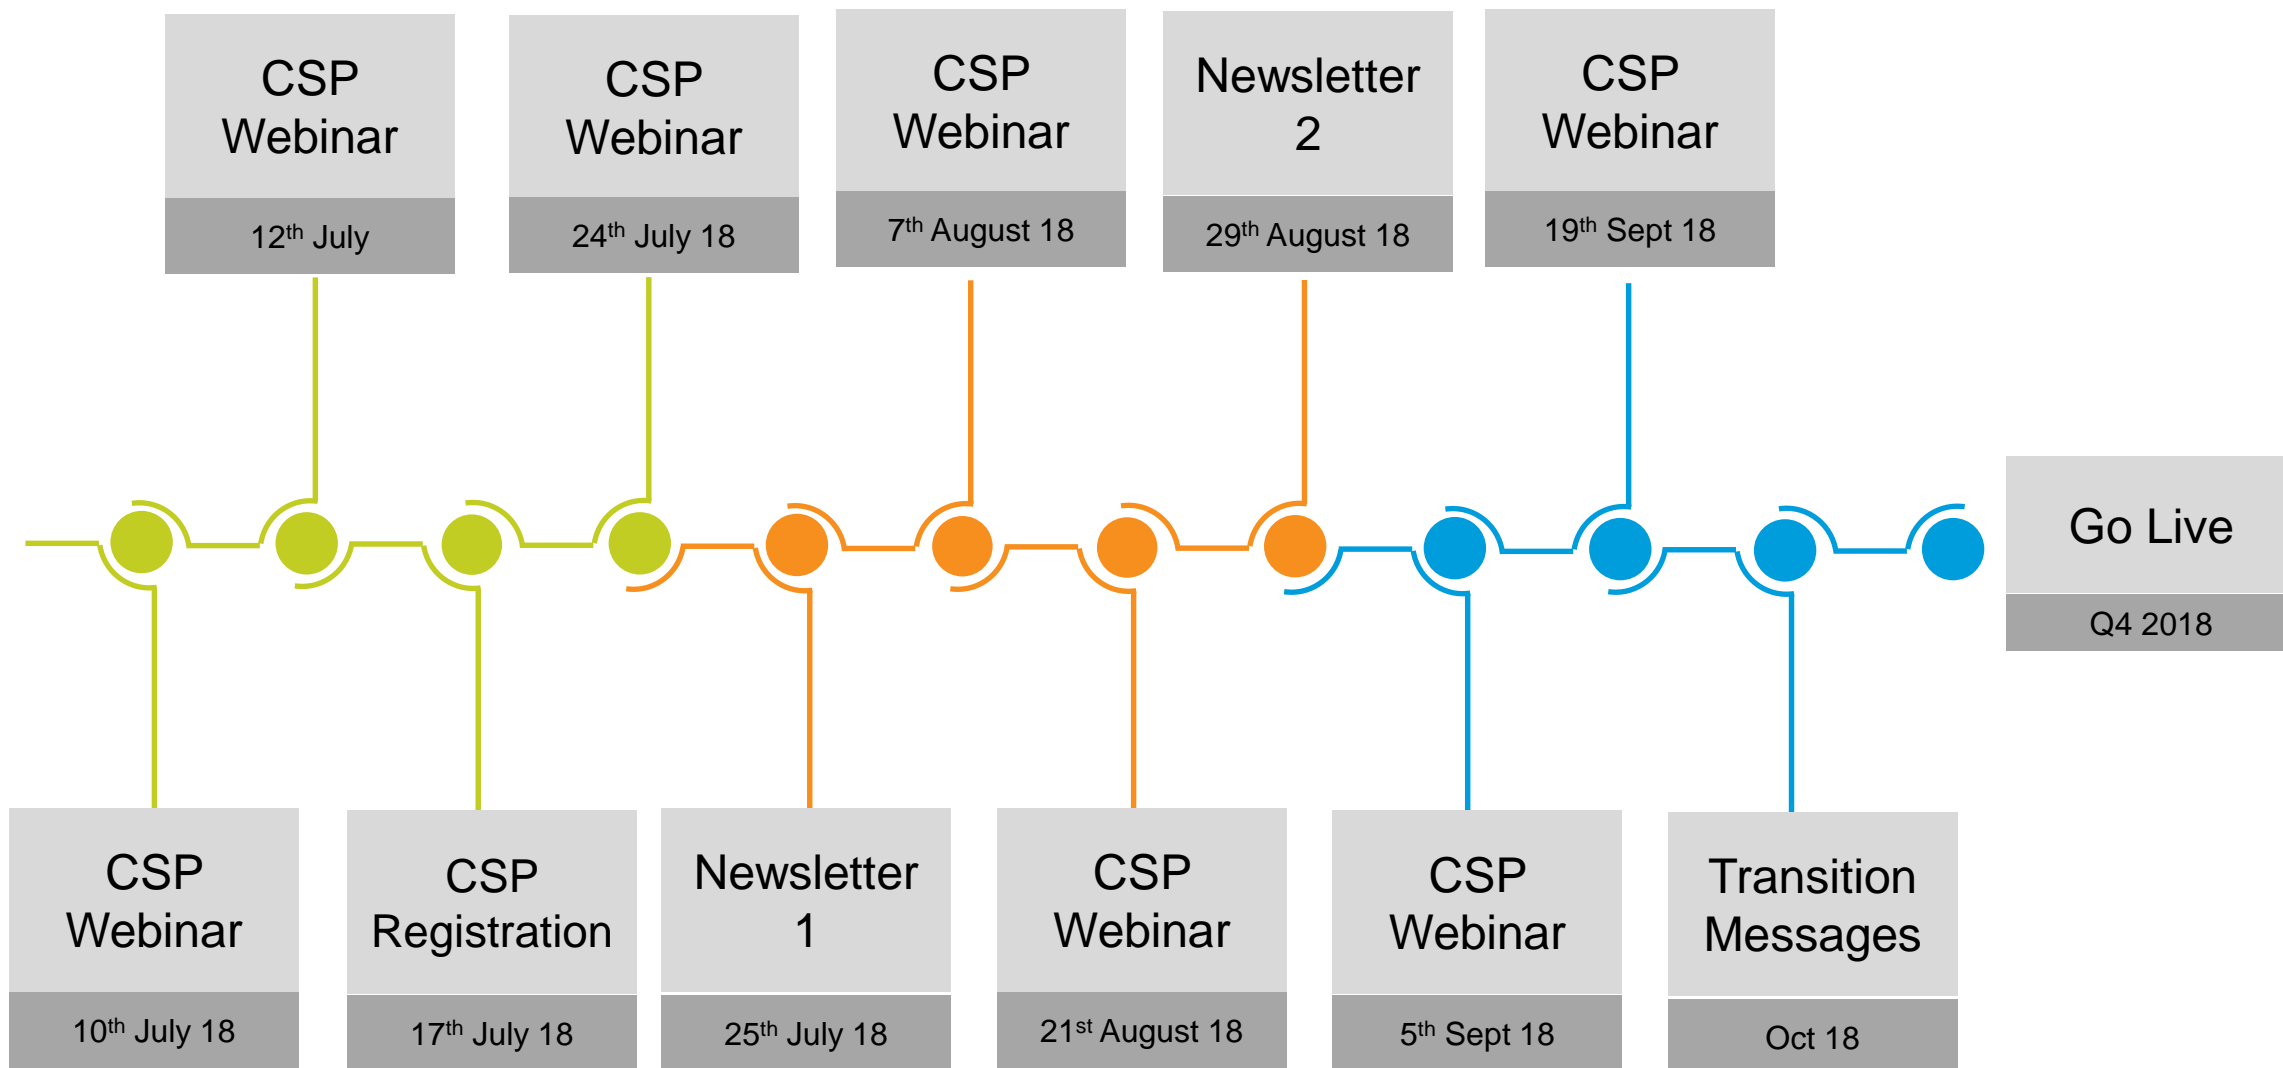 CSP
Webinar
12th July
CSP
Webinar
24th July 18
CSP
Webinar
7th August 18
Newsletter
2
29th August 18
CSP
Webinar
19th Sept 18
Go Live
Q4 2018
CSP
Webinar
10th July 18
CSP
Registration
17th July 18
Newsletter
1
25th July 18
CSP
Webinar
21st August 18
CSP
Webinar
5th Sept 18
Transition
Messages
Oct 18